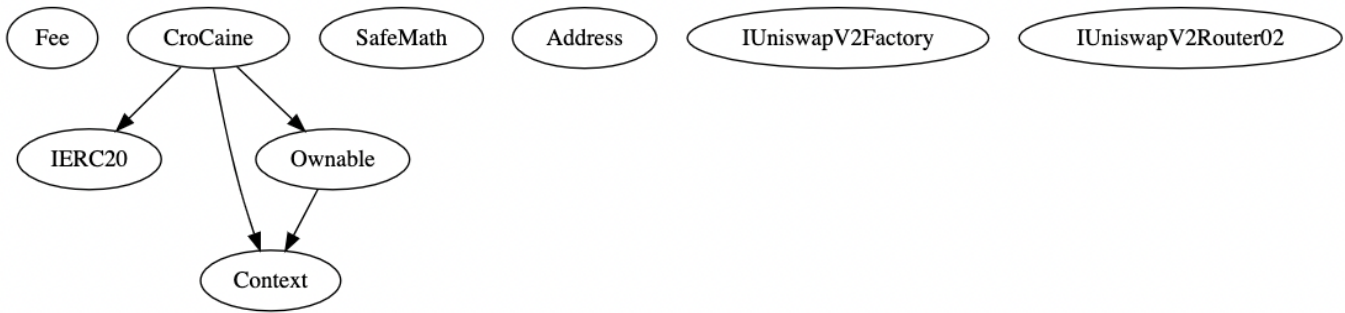 Fee
CroCaine
SafeMath
Address
IUniswapV2Factory
IUniswapV2Router02
IERC20
Ownable
Context